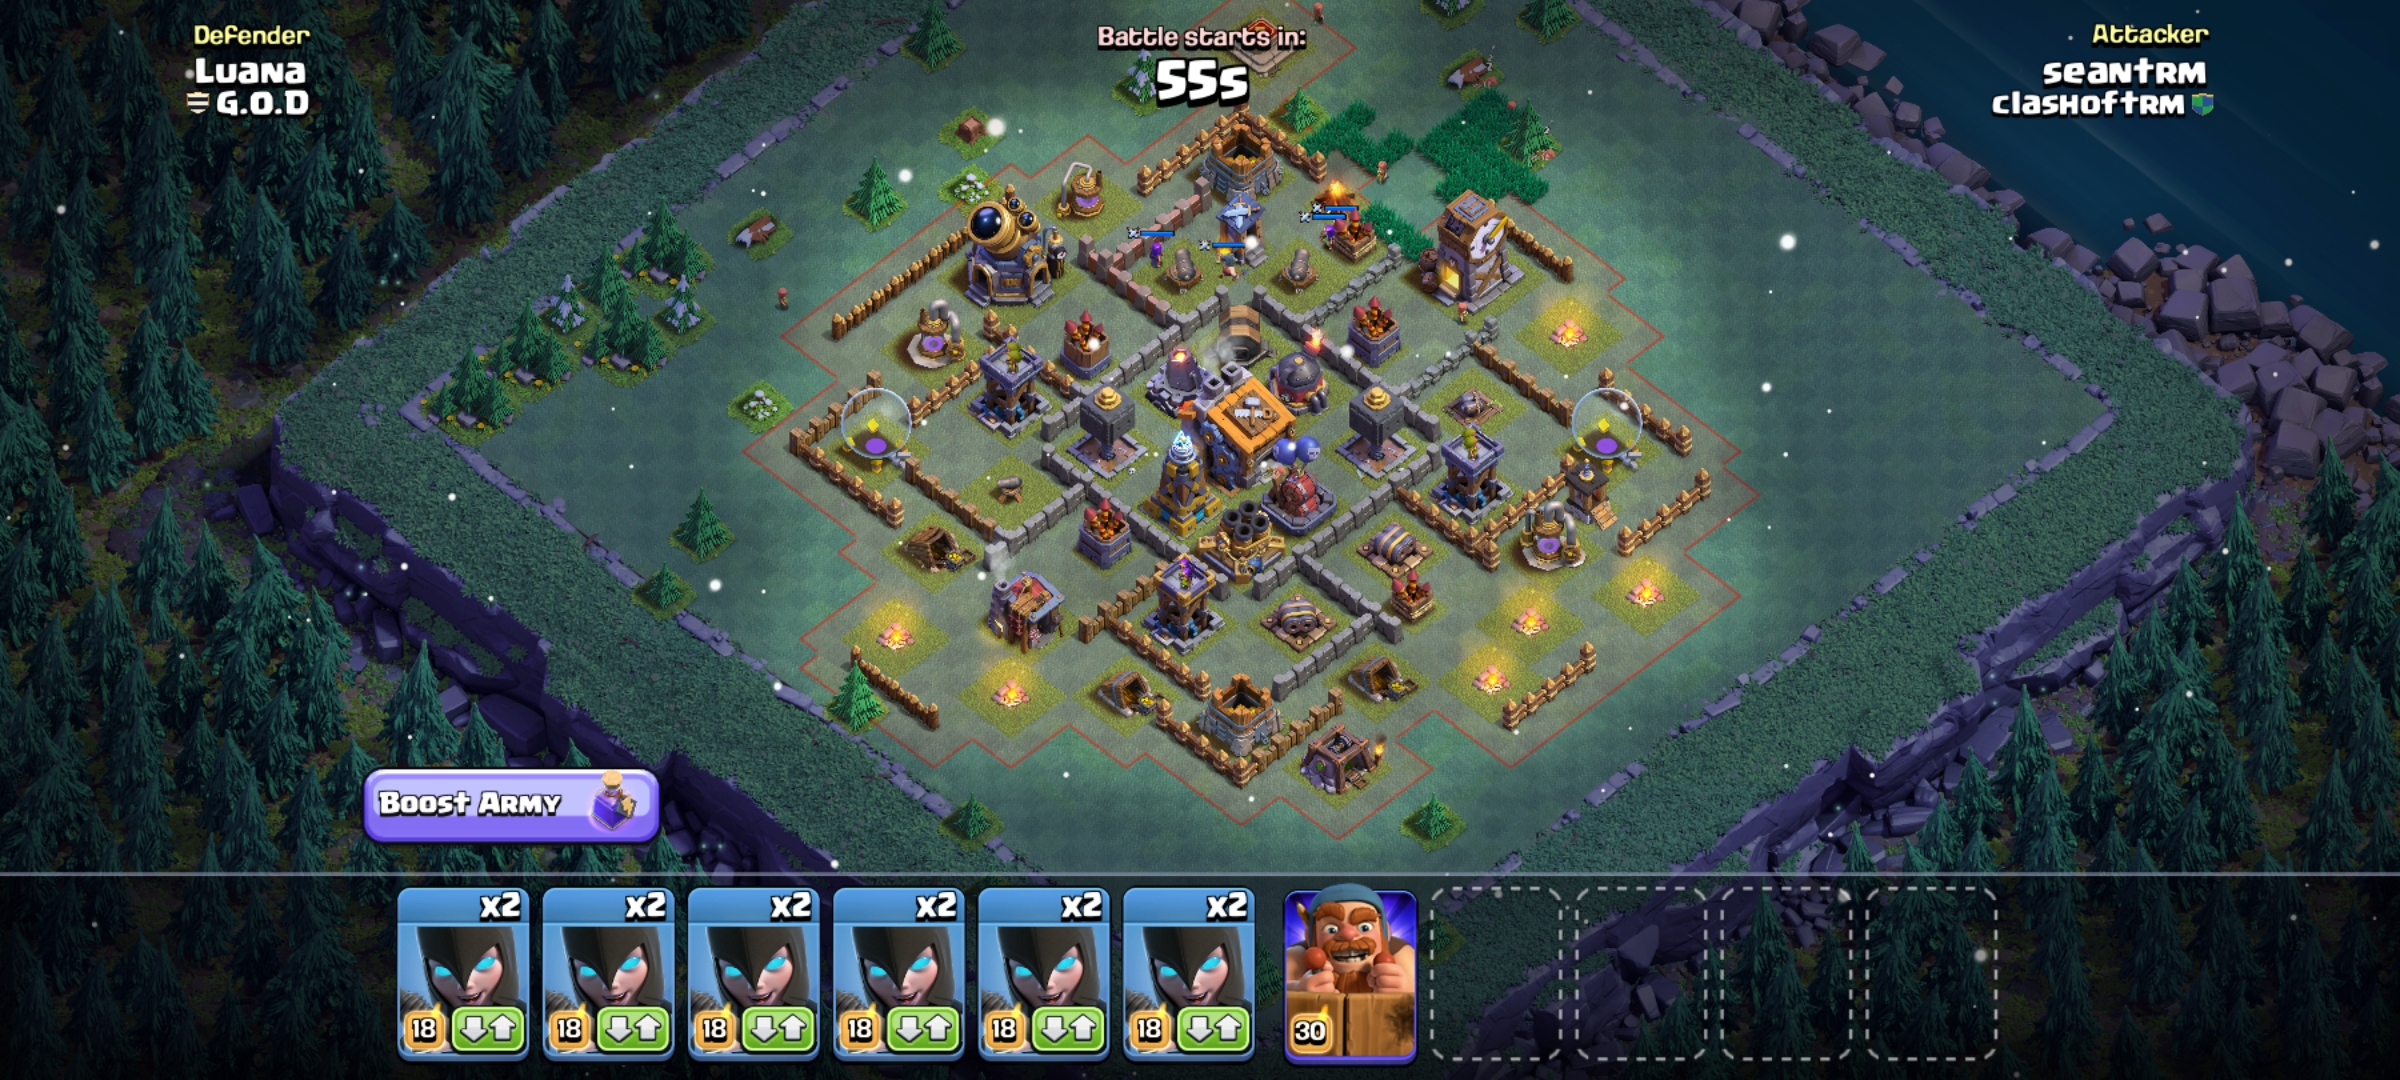 Defender
Luana
G.O.D
Battle starts in:
55s
Attacker
seantRM
clashoftRM
Boost Army
x2
x2
x2
x2
x2
x2
18
18
18
18
18
18
30